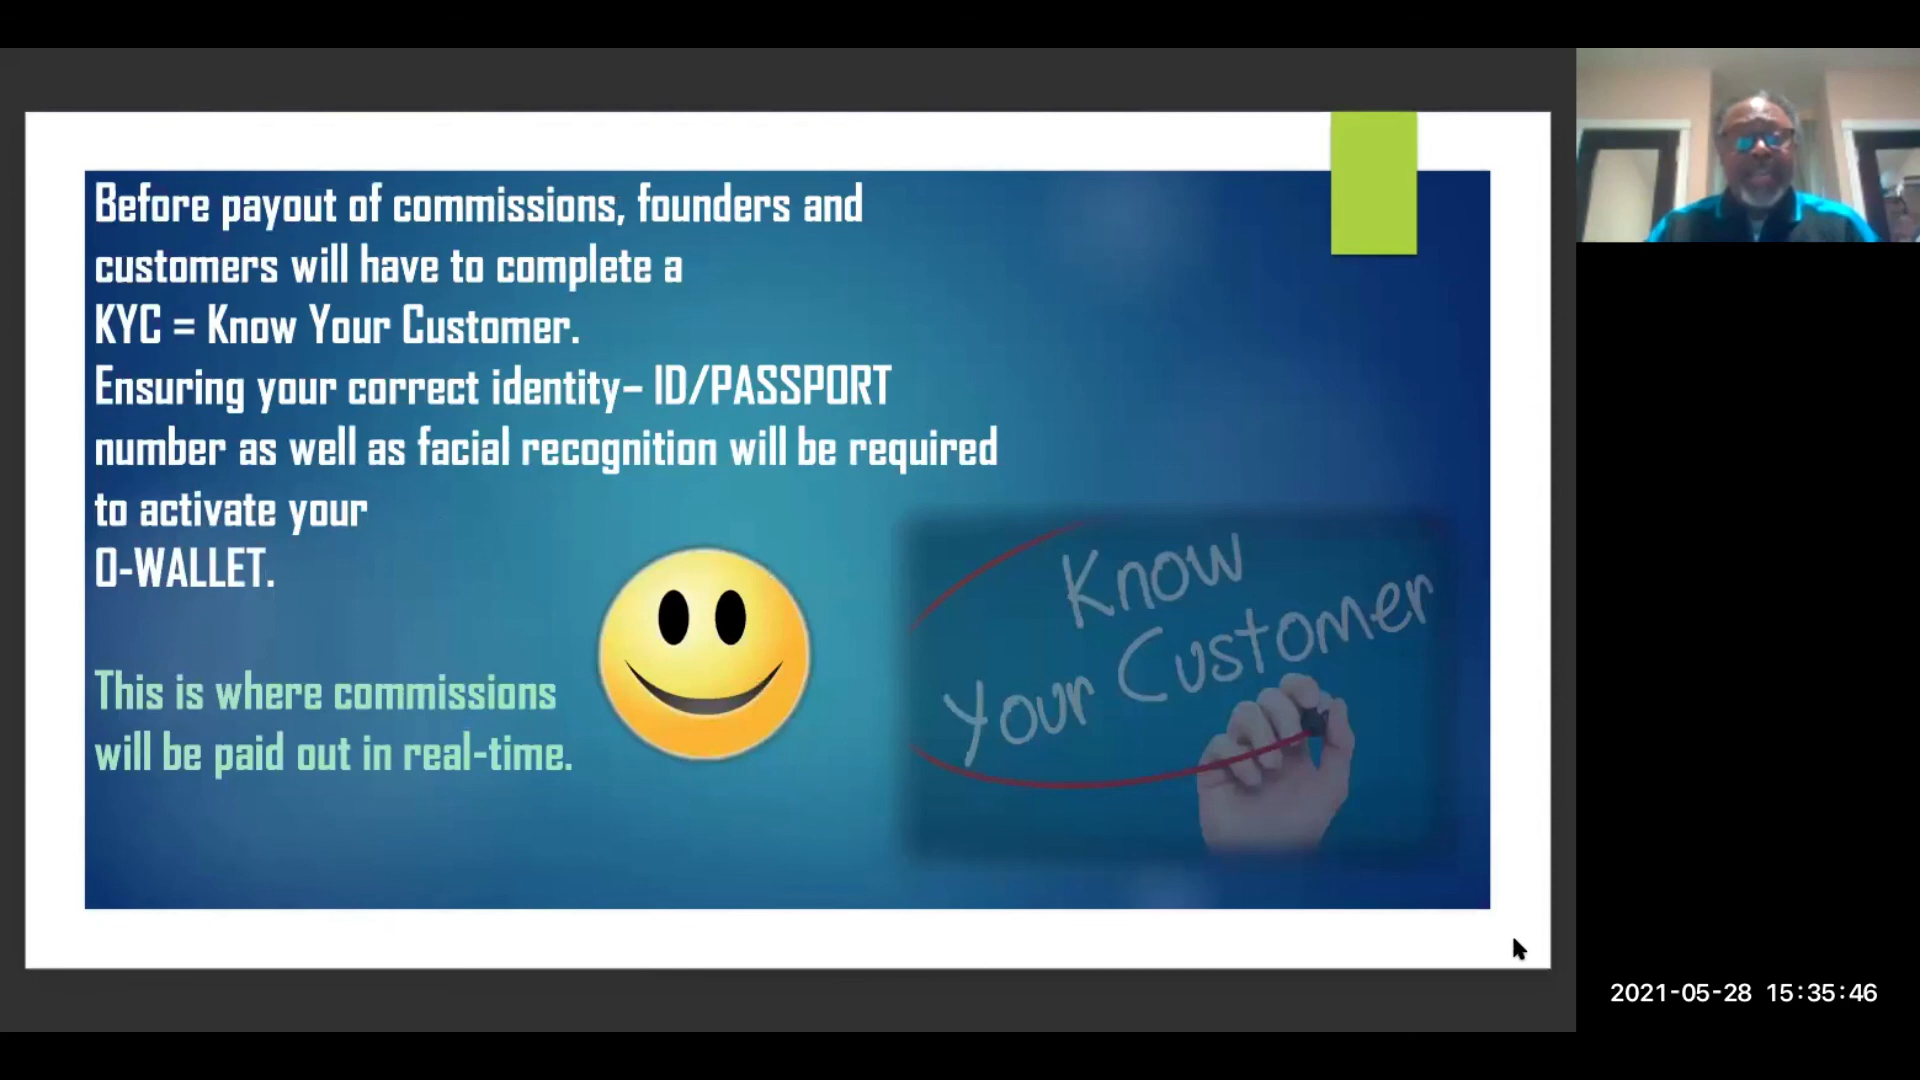 Before payout of commissions, founders and
customers will have to complete a
KYC = Know Your Customer.
Ensuring your correct identity– ID/PASSPORT
number as well as facial recognition will be required
to activate your
O-WALLET.
This is where commissions
will be paid out in real-time.
Know
Your Customer
2021-05-28 15:35:46